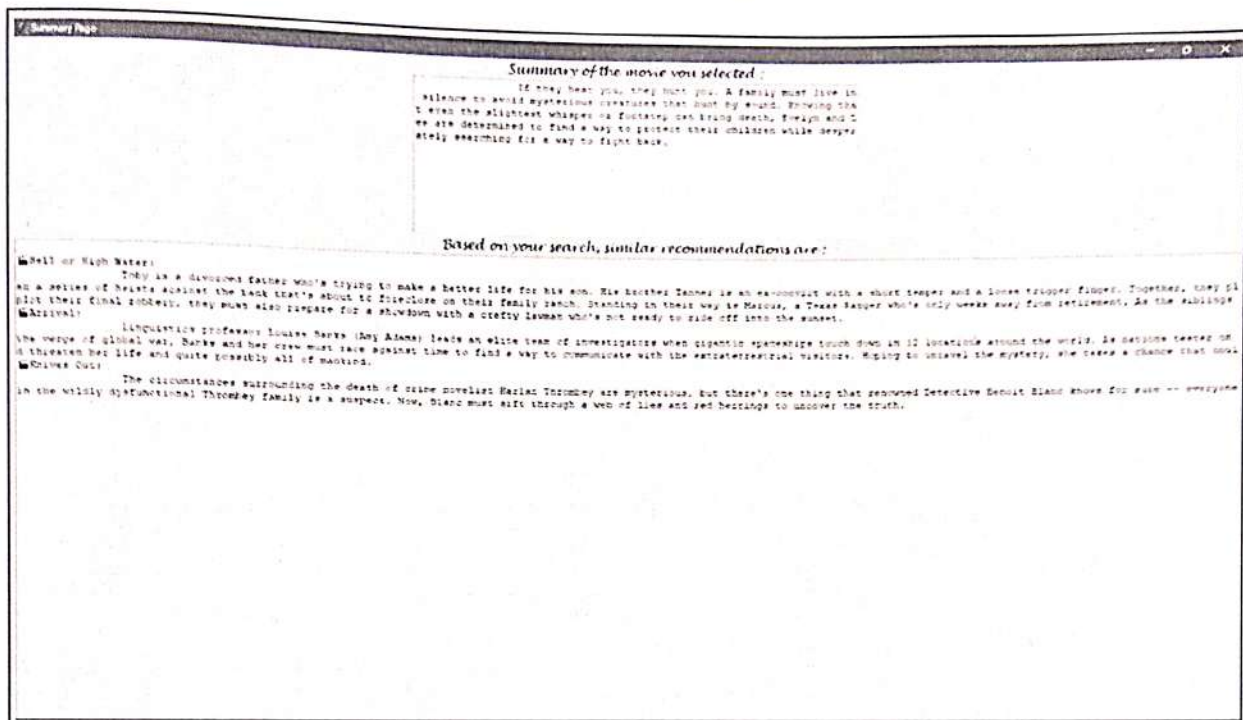 Summary Page
Summary of the movie you selected :
If they hear you, they hunt you. A family must live in
silence to avoid mysterious creatures that hunt by sound. Knowing tha
t even the slightest whisper or footstep can bring death, Evelyn and L
ee are determined to find a way to protect their children while desper
ately searching for a way to fight back.
Based on your search, similar recommendations are :
Hell or High Water:
Toby is a divorced father who's trying to make a better life for his son. His brother Tanner is an ex-convict with a short temper and a loose trigger finger. Together, they pl
an a series of heists against the bank that's about to foreclose on their family ranch. Standing in their way is Marcus, a Texas Ranger who's only weeks away from retirement. As the siblings
plot their final robbery, they must also prepare for a showdown with a crafty lawman who's not ready to ride off into the sunset.
Arrival:
Linguistics professor Louise Banks (Amy Adams) leads an elite team of investigators when gigantic spaceships touch down in 12 locations around the world. As nations teeter on
the verge of global war, Banks and her crew must race against time to find a way to communicate with the extraterrestrial visitors. Hoping to unravel the mystery, she takes a chance that coul
d threaten her life and quite possibly all of mankind.
Knives Out:
The circumstances surrounding the death of crime novelist Harlan Thrombey are mysterious, but there's one thing that renowned Detective Benoit Blanc knows for sure -- everyone
in the wildly dysfunctional Thrombey family is a suspect. Now, Blanc must sift through a web of lies and red herrings to uncover the truth.